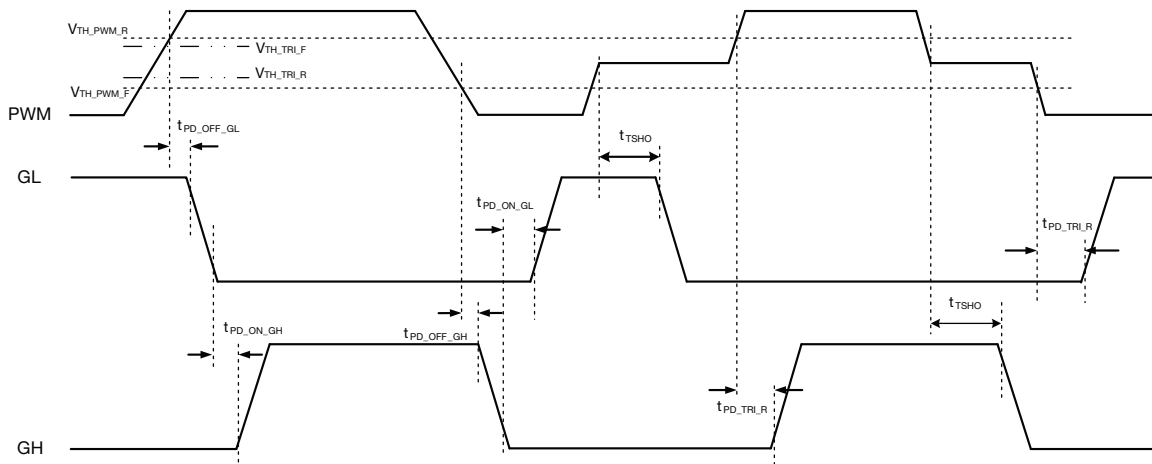 VTH_PWM_R
VTH_TRI_F
VTH_TRI_R
VTH_PWM_F
PWM
tPD_OFF_GL
tTSHO
GL
tPD_ON_GL
tPD_TRI_R
tTSHO
tPD_ON_GH
tPD_OFF_GH
tPD_TRI_R
GH